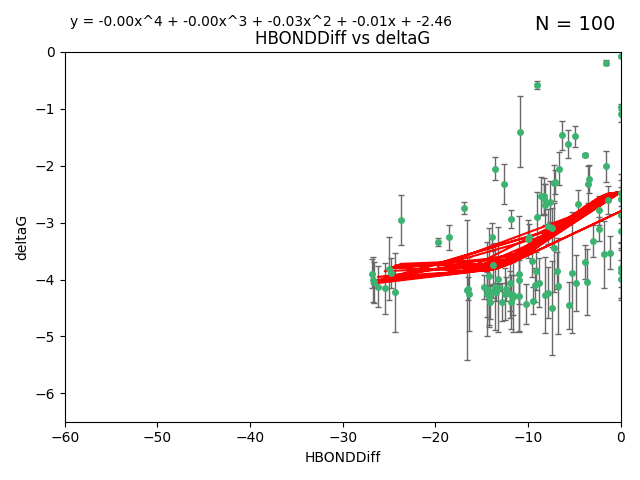 y = -0.00x^4 + -0.00x^3 + -0.03x^2 + -0.01x + -2.46
N = 100
HBONDDiff vs deltaG
0
−1
−2
−3
−4
−5
−6
deltaG
−60 −50 −40 −30 −20 −10 0
HBONDDiff